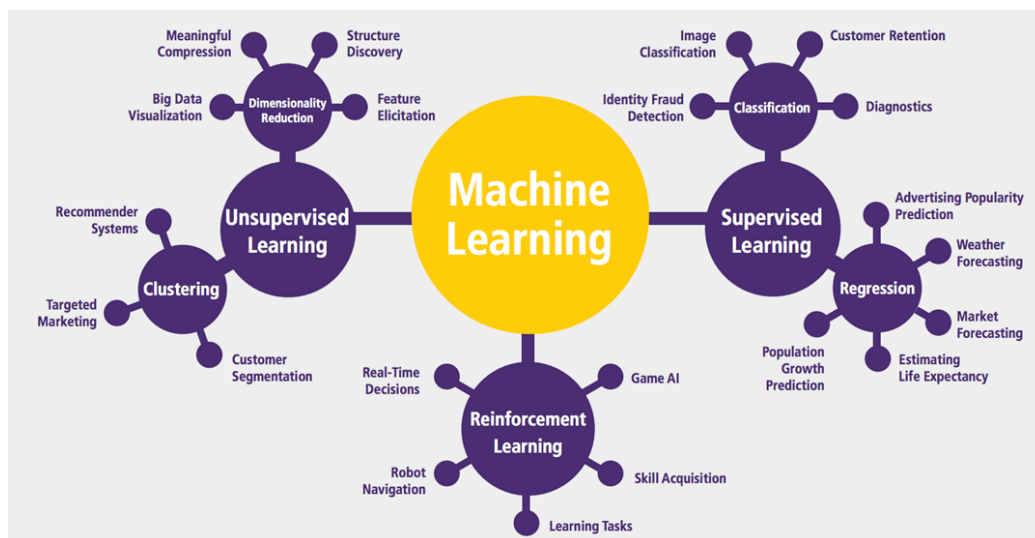 Machine
Learning
Unsupervised
Learning
Dimensionality
Reduction
Meaningful
Compression
Structure
Discovery
Big Data
Visualization
Feature
Elicitation
Clustering
Recommender
Systems
Targeted
Marketing
Customer
Segmentation
Supervised
Learning
Classification
Image
Classification
Customer Retention
Identity Fraud
Detection
Diagnostics
Regression
Advertising Popularity
Prediction
Weather
Forecasting
Market
Forecasting
Estimating
Life Expectancy
Population
Growth
Prediction
Reinforcement
Learning
Real-Time
Decisions
Game AI
Robot
Navigation
Skill Acquisition
Learning Tasks